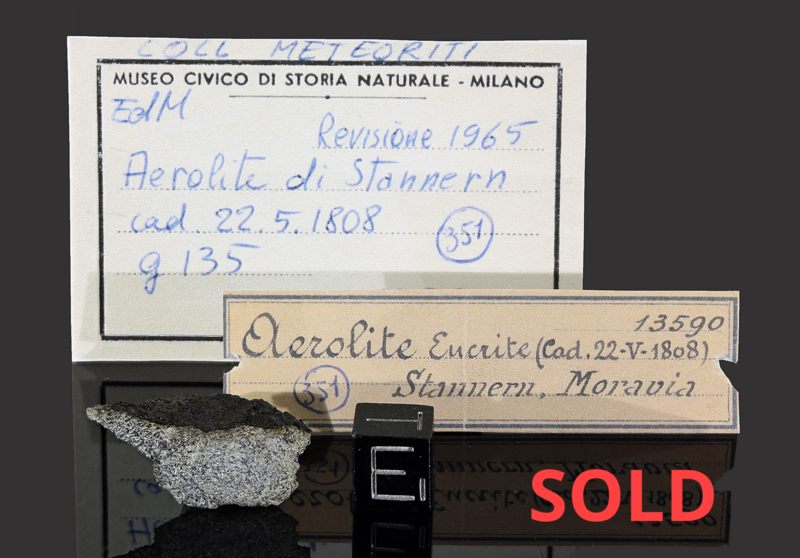 COLL METEORITI
MUSEO CIVICO DI STORIA NATURALE - MILANO
EdM
Revisione 1965
Aerolite di Stannern
cad. 22.5.1808
351
g 135
13590
Aerolite Eucrite (Cad. 22-V-1808)
351
Stannern, Moravia
T
E
SOLD